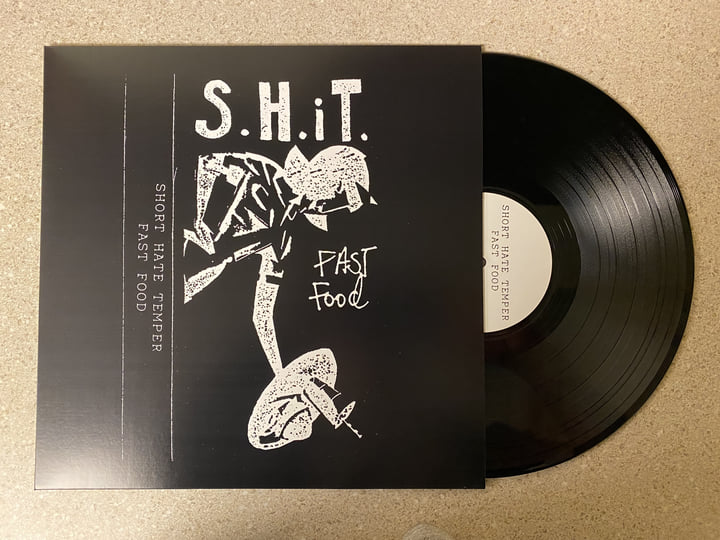 S.H.iT.
FAST
Food
SHORT HATE TEMPER
FAST FOOD
SHORT HATE TEMPER
FAST FOOD